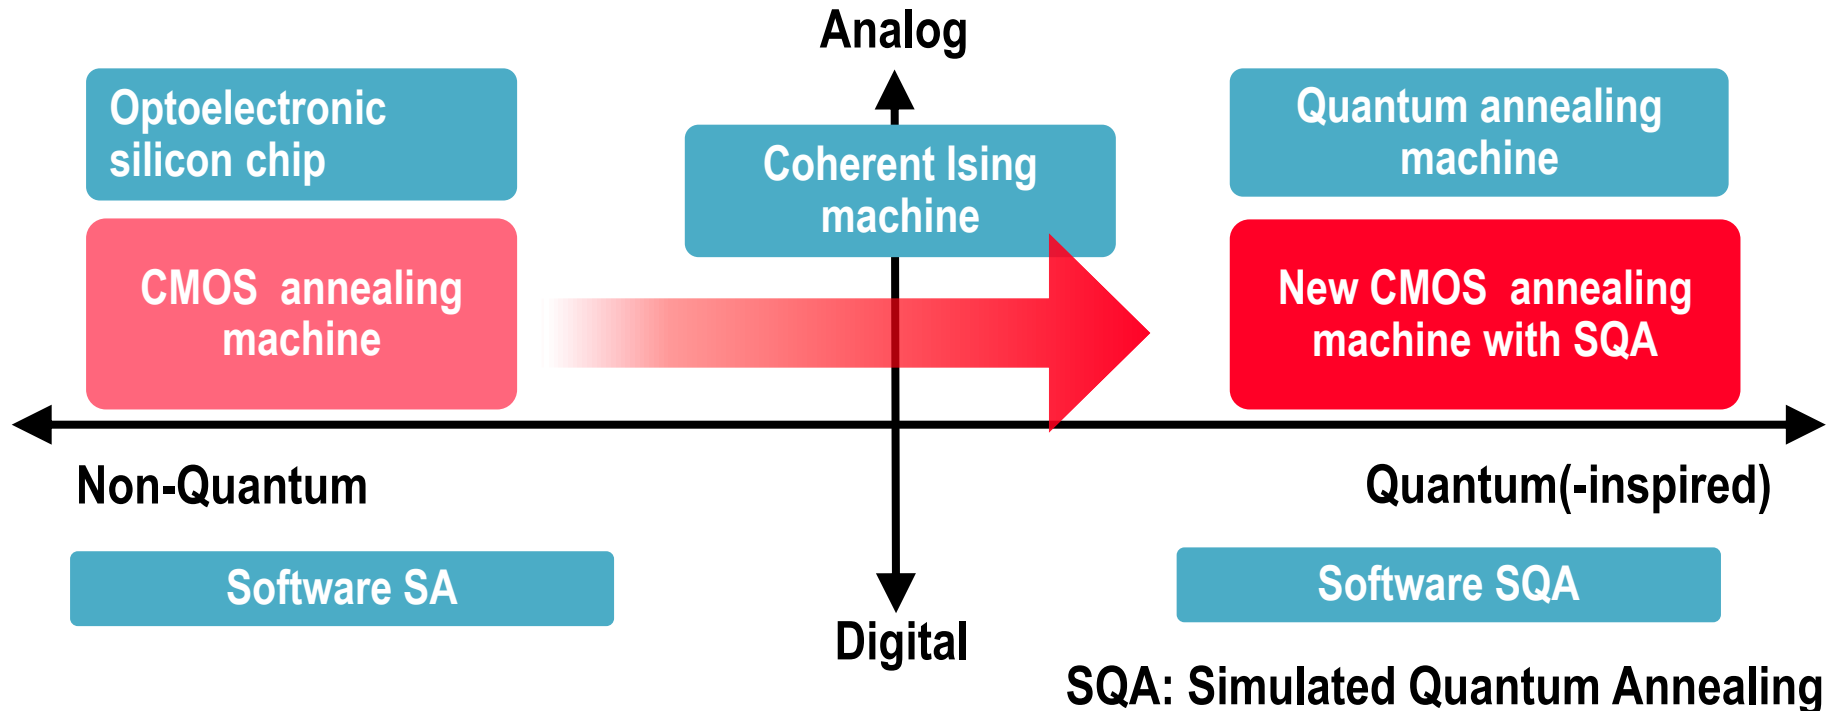 Analog
Optoelectronic
silicon chip
Coherent Ising
machine
Quantum annealing
machine
CMOS annealing
machine
New CMOS annealing
machine with SQA
Non-Quantum
Quantum(-inspired)
Software SA
Software SQA
Digital
SQA: Simulated Quantum Annealing